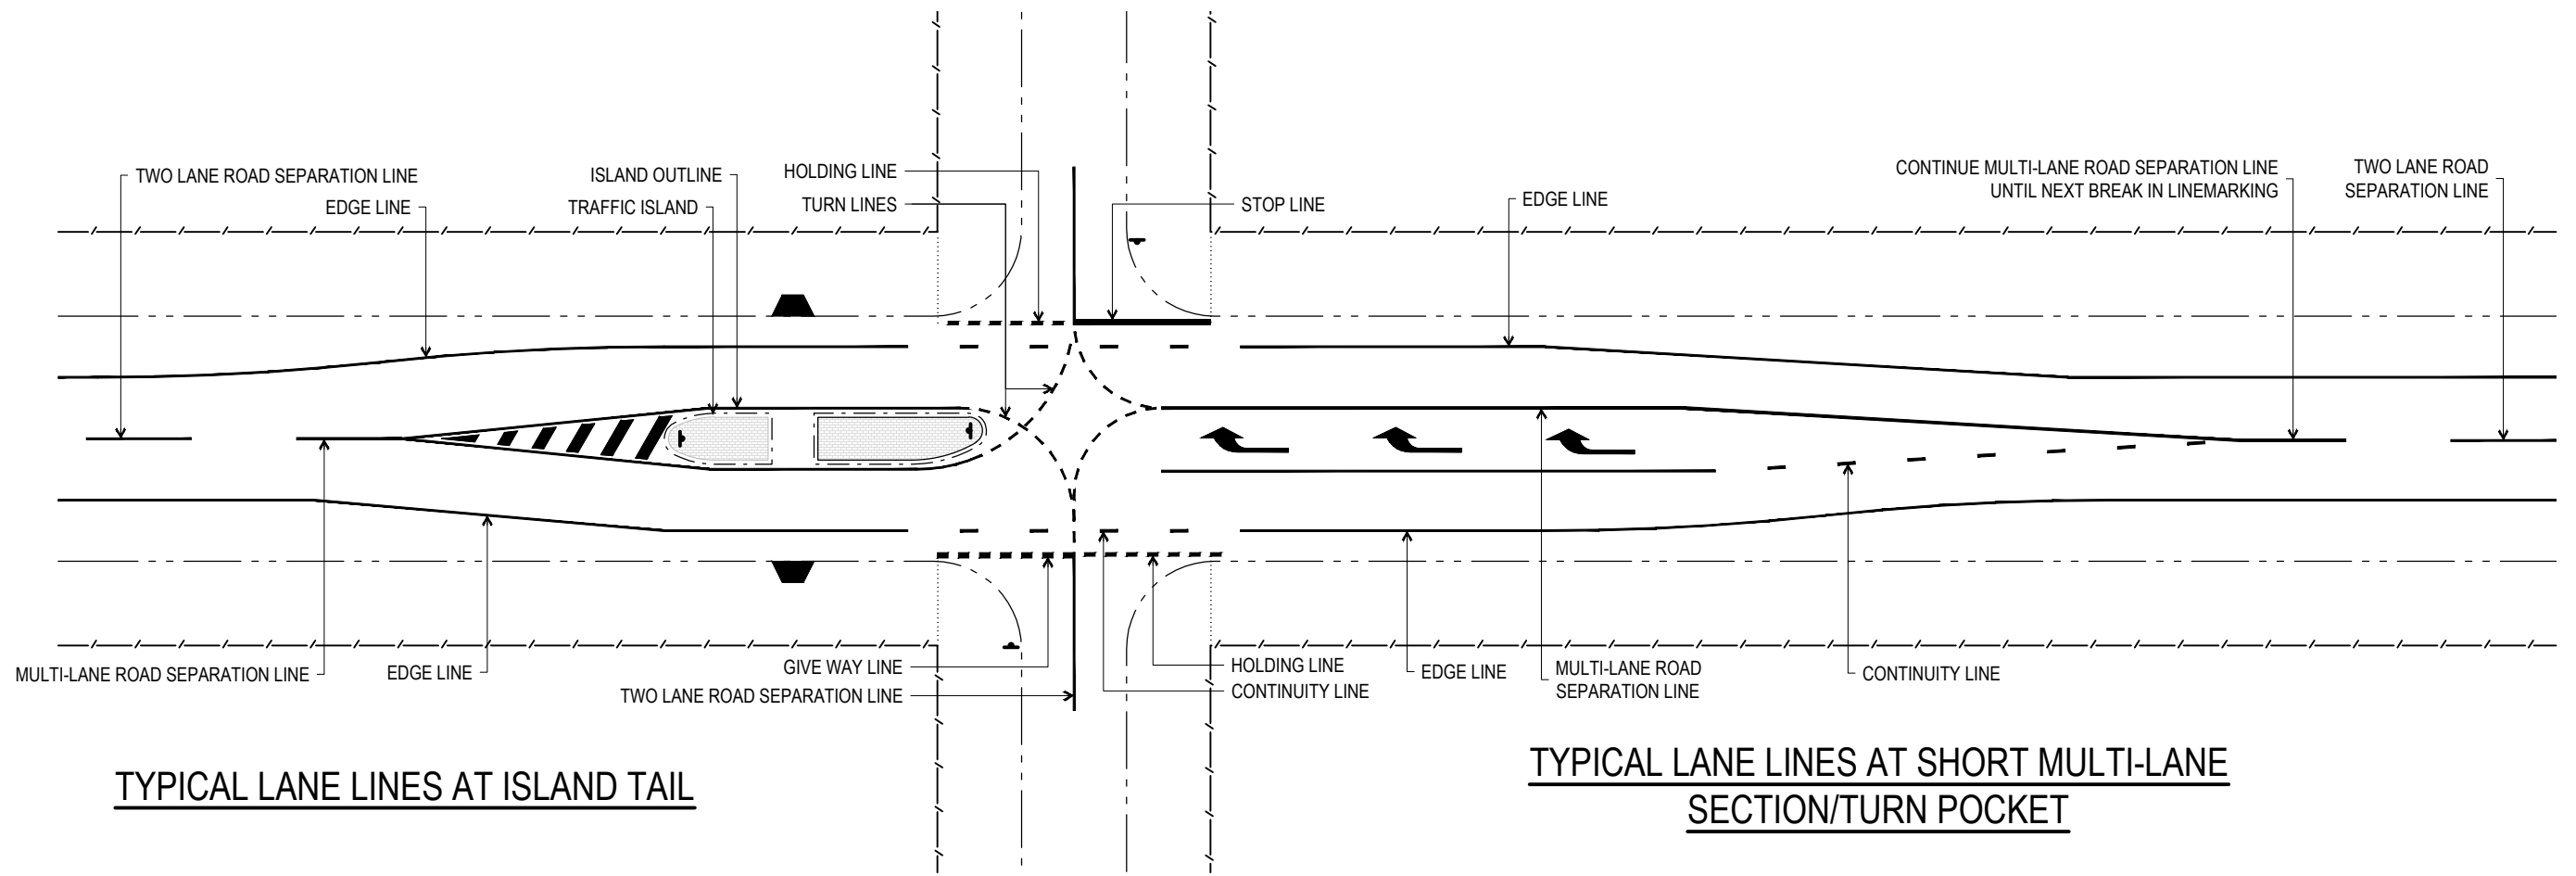 TWO LANE ROAD SEPARATION LINE
EDGE LINE
ISLAND OUTLINE
TRAFFIC ISLAND
HOLDING LINE
TURN LINES
STOP LINE
EDGE LINE
CONTINUE MULTI-LANE ROAD SEPARATION LINE
UNTIL NEXT BREAK IN LINEMARKING
TWO LANE ROAD
SEPARATION LINE
MULTI-LANE ROAD SEPARATION LINE
EDGE LINE
GIVE WAY LINE
TWO LANE ROAD SEPARATION LINE
HOLDING LINE
CONTINUITY LINE
EDGE LINE
MULTI-LANE ROAD
SEPARATION LINE
CONTINUITY LINE
TYPICAL LANE LINES AT ISLAND TAIL
TYPICAL LANE LINES AT SHORT MULTI-LANE
SECTION/TURN POCKET